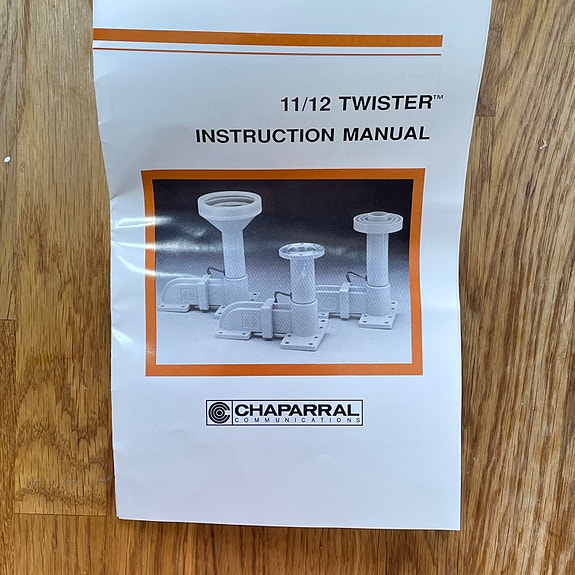 11/12 TWISTER™
INSTRUCTION MANUAL
CHAPARRAL
COMMUNICATIONS